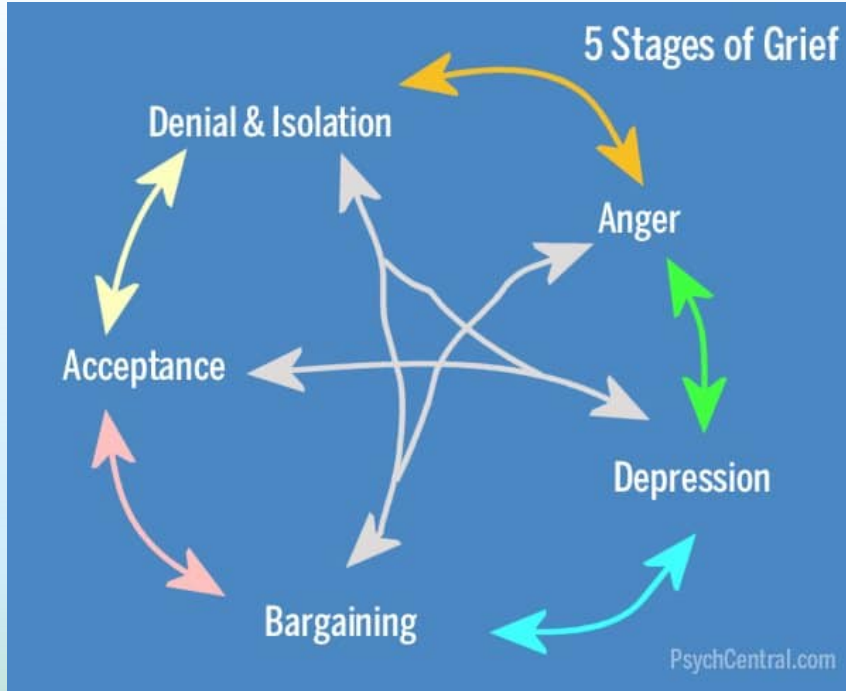 5 Stages of Grief
Denial & Isolation
Anger
Acceptance
Depression
Bargaining
PsychCentral.com